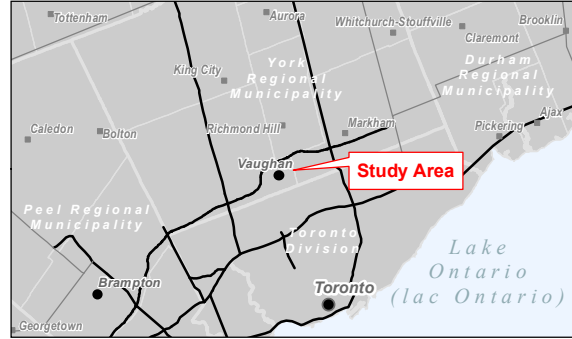 Tottenham
Aurora
Whitchurch-Stouffville
Brooklin
Claremont
King City
York
Regional
Municipality
Durham
Regional
Municipality
Caledon
Bolton
Richmond Hill
Markham
Ajax
Pickering
Vaughan
Study Area
Peel Regional
Municipality
Toronto
Division
Lake
Ontario
(lac Ontario)
Brampton
Toronto
Georgetown